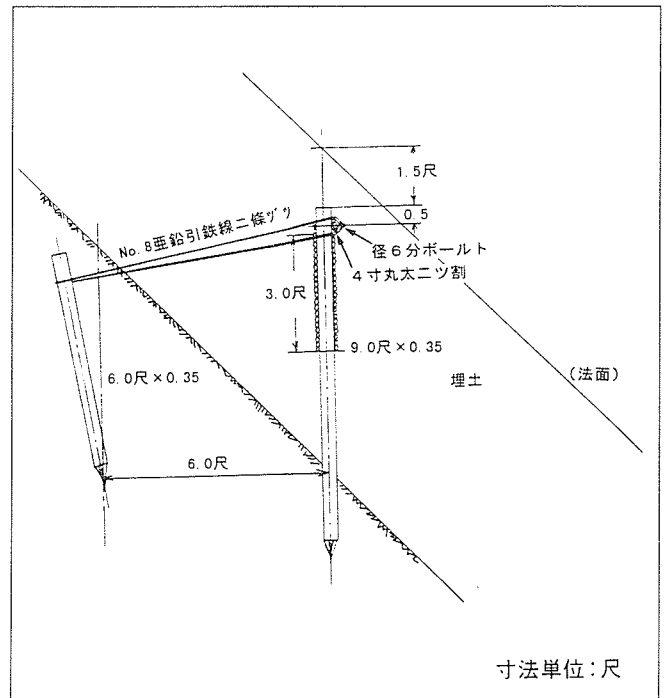 1.5尺
0.5
No.8亜鉛引鉄線二條ヅツ
径6分ボールト
4寸丸太二ツ割
3.0尺
9.0尺×0.35
6.0尺×0.35
埋土
(法面)
6.0尺
寸法単位:尺